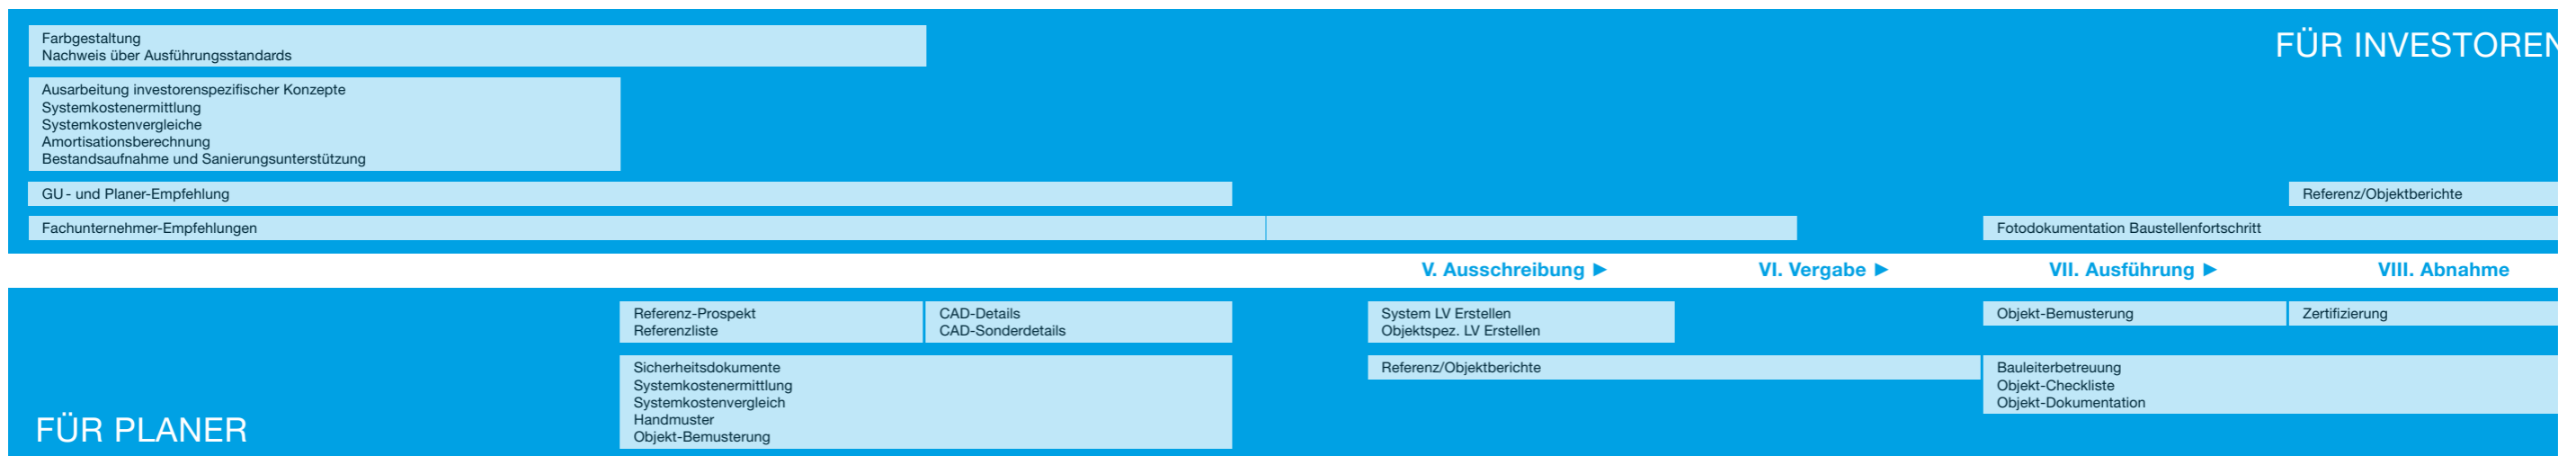 Farbgestaltung
Nachweis über Ausführungsstandards
FÜR INVESTOREN
Ausarbeitung investorenspezifischer Konzepte
Systemkostenermittlung
Systemkostenvergleiche
Amortisationsberechnung
Bestandsaufnahme und Sanierungsunterstützung
GU - und Planer-Empfehlung
Referenz/Objektberichte
Fachunternehmer-Empfehlungen
Fotodokumentation Baustellenfortschritt
V. Ausschreibung ►
VI. Vergabe ►
VII. Ausführung ►
VIII. Abnahme
Referenz-Prospekt
Referenzliste
CAD-Details
CAD-Sonderdetails
System LV Erstellen
Objektspez. LV Erstellen
Objekt-Bemusterung
Zertifizierung
Sicherheitsdokumente
Systemkostenermittlung
Systemkostenvergleich
Handmuster
Objekt-Bemusterung
Referenz/Objektberichte
Bauleiterbetreuung
Objekt-Checkliste
Objekt-Dokumentation
FÜR PLANER